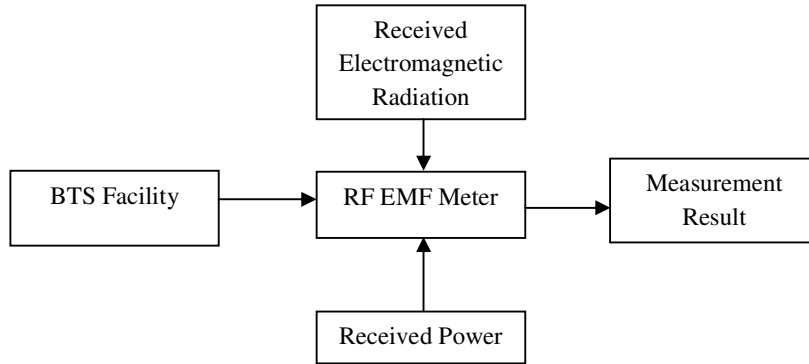 Received
Electromagnetic
Radiation
BTS Facility
RF EMF Meter
Measurement
Result
Received Power